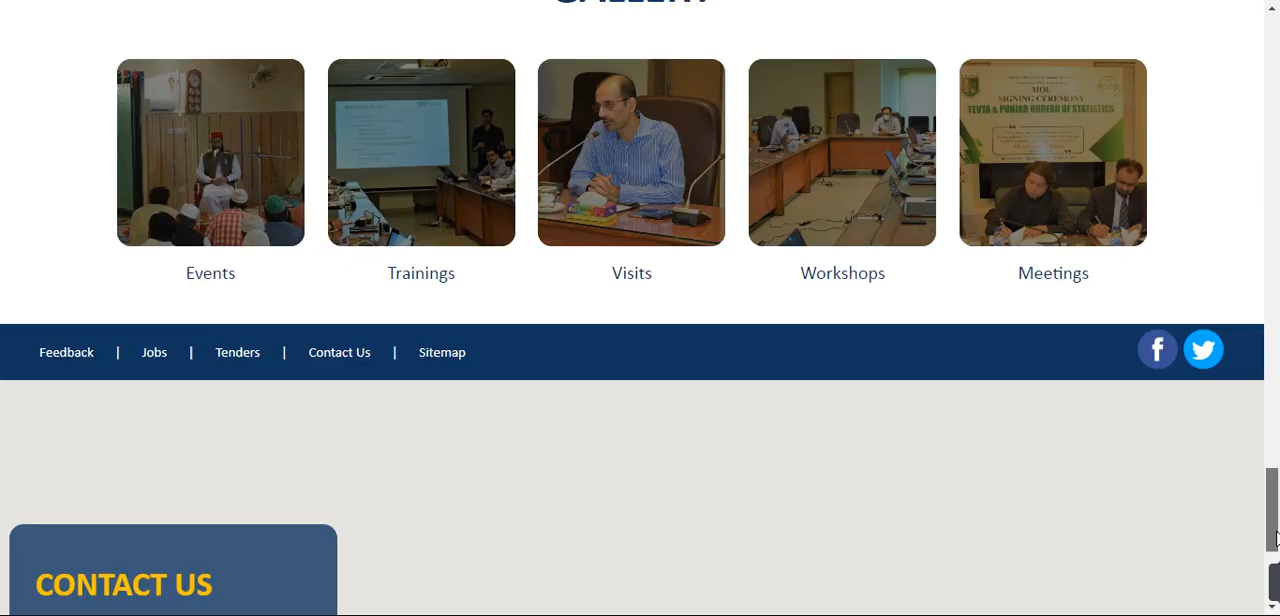 GALLERY
MOU
SIGNING CEREMONY
TEVTA & PUNJAB BUREAU OF STATISTICS
Events
Trainings
Visits
Workshops
Meetings
Feedback | Jobs | Tenders | Contact Us | Sitemap
CONTACT US